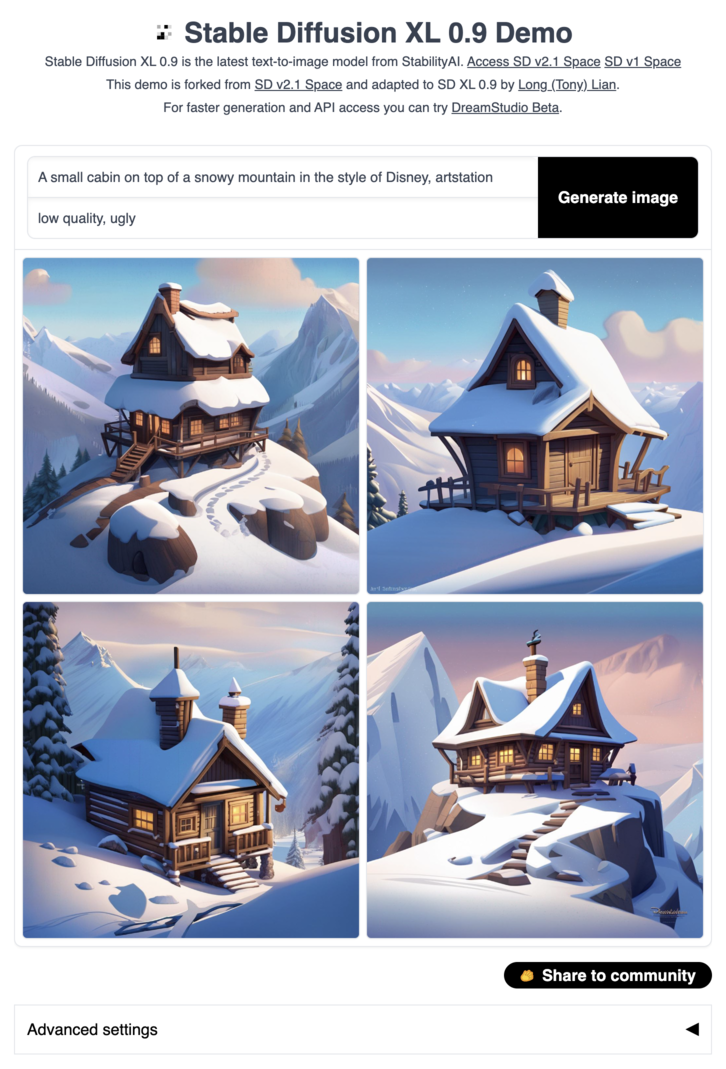 Stable Diffusion XL 0.9 Demo
Stable Diffusion XL 0.9 is the latest text-to-image model from StabilityAI. Access SD v2.1 Space SD v1 Space
This demo is forked from SD v2.1 Space and adapted to SD XL 0.9 by Long (Tony) Lian.
For faster generation and API access you can try DreamStudio Beta.
A small cabin on top of a snowy mountain in the style of Disney, artstation
Generate image
low quality, ugly
Share to community
Advanced settings